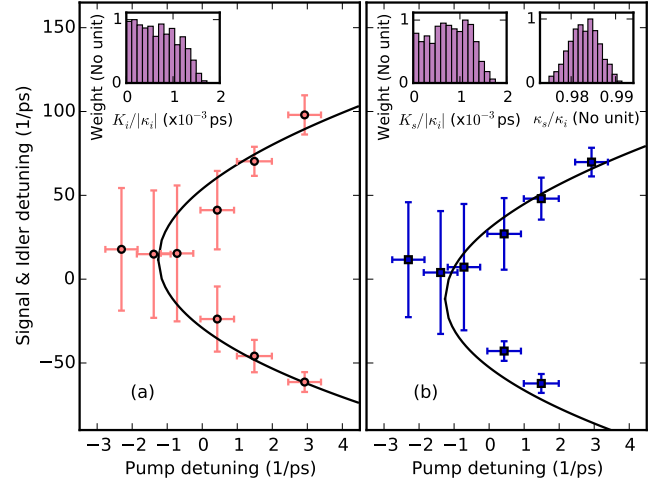 Signal & Idler detuning (1/ps)
150
100
50
0
−50
Weight (No unit)
1
0
0 1 2
K_i/|κ_i| (x10⁻³ ps)
(a)
−3 −2 −1 0 1 2 3 4
Pump detuning (1/ps)
Weight (No unit)
1
0
0 1 2
K_s/|κ_i| (x10⁻³ ps)
1
0
0.98 0.99
κ_s/κ_i (No unit)
(b)
−3 −2 −1 0 1 2 3 4
Pump detuning (1/ps)